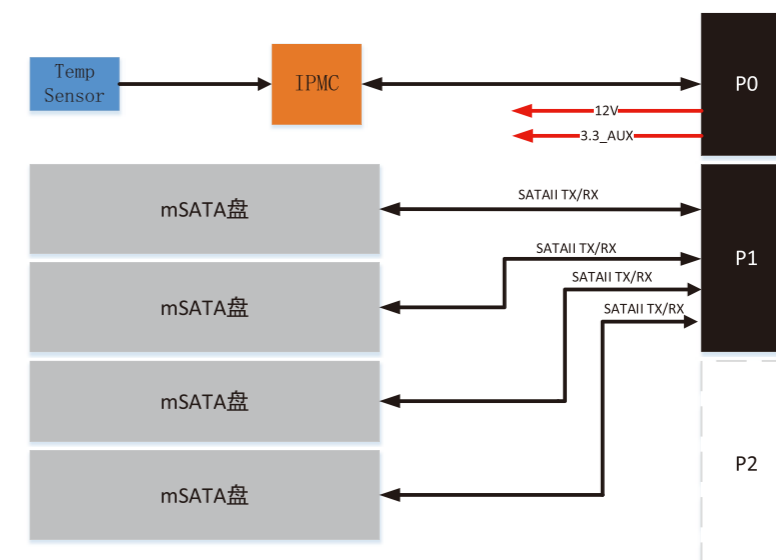 Temp
Sensor
IPMC
P0
12V
3.3_AUX
mSATA盘
SATAII TX/RX
P1
SATAII TX/RX
mSATA盘
SATAII TX/RX
SATAII TX/RX
mSATA盘
P2
mSATA盘